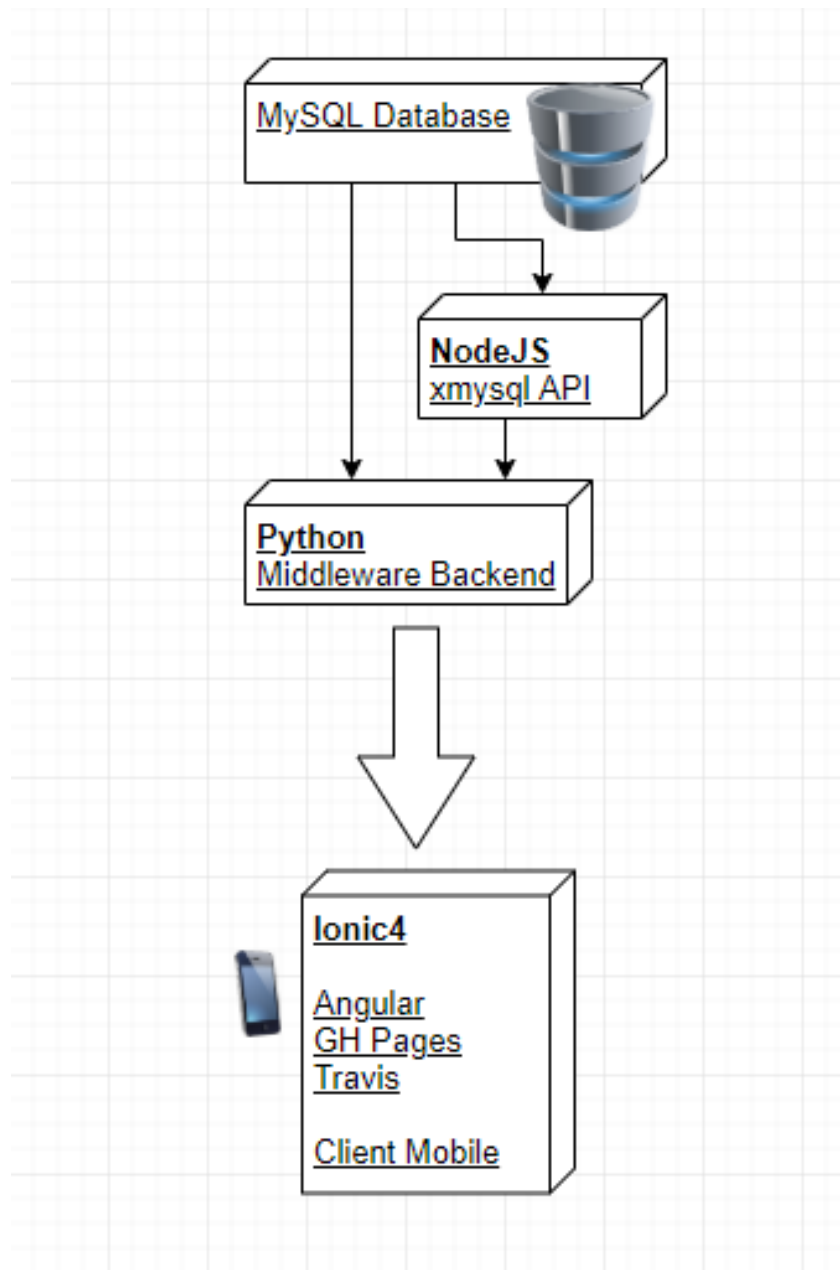 MySQL Database
NodeJS
xmysql API
Python
Middleware Backend
Ionic4
Angular
GH Pages
Travis
Client Mobile